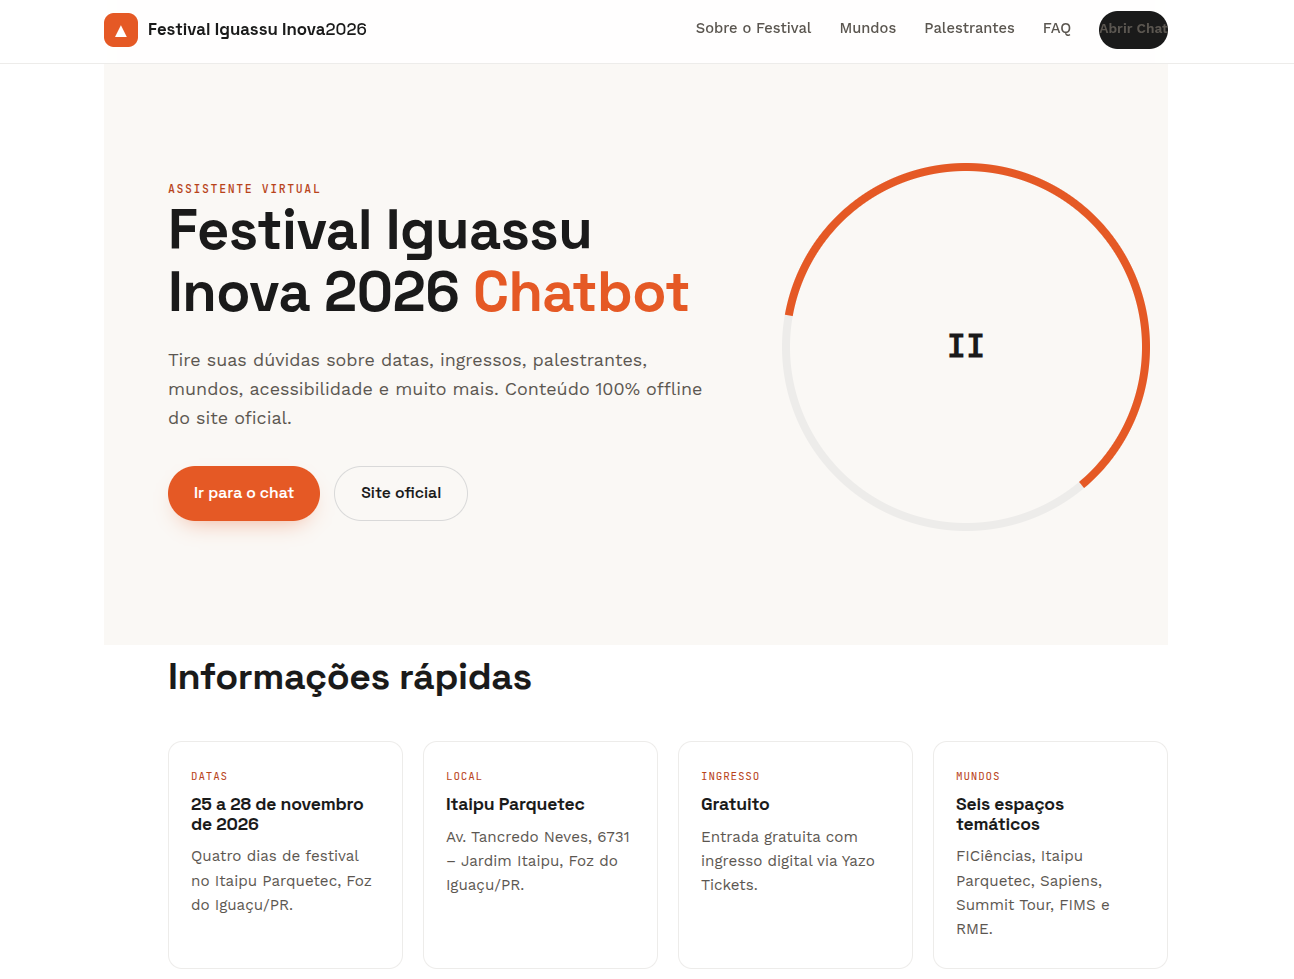 Festival Iguassu Inova2026
Sobre o Festival
Mundos
Palestrantes
FAQ
Abrir Chat
ASSISTENTE VIRTUAL
Festival Iguassu
Inova 2026 Chatbot
Tire suas dúvidas sobre datas, ingressos, palestrantes,
mundos, acessibilidade e muito mais. Conteúdo 100% offline
do site oficial.
Ir para o chat
Site oficial
II
Informações rápidas
DATAS
25 a 28 de novembro
de 2026
Quatro dias de festival
no Itaipu Parquetec, Foz
do Iguaçu/PR.
LOCAL
Itaipu Parquetec
Av. Tancredo Neves, 6731
– Jardim Itaipu, Foz do
Iguaçu/PR.
INGRESSO
Gratuito
Entrada gratuita com
ingresso digital via Yazo
Tickets.
MUNDOS
Seis espaços
temáticos
FICiências, Itaipu
Parquetec, Sapiens,
Summit Tour, FIMS e
RME.